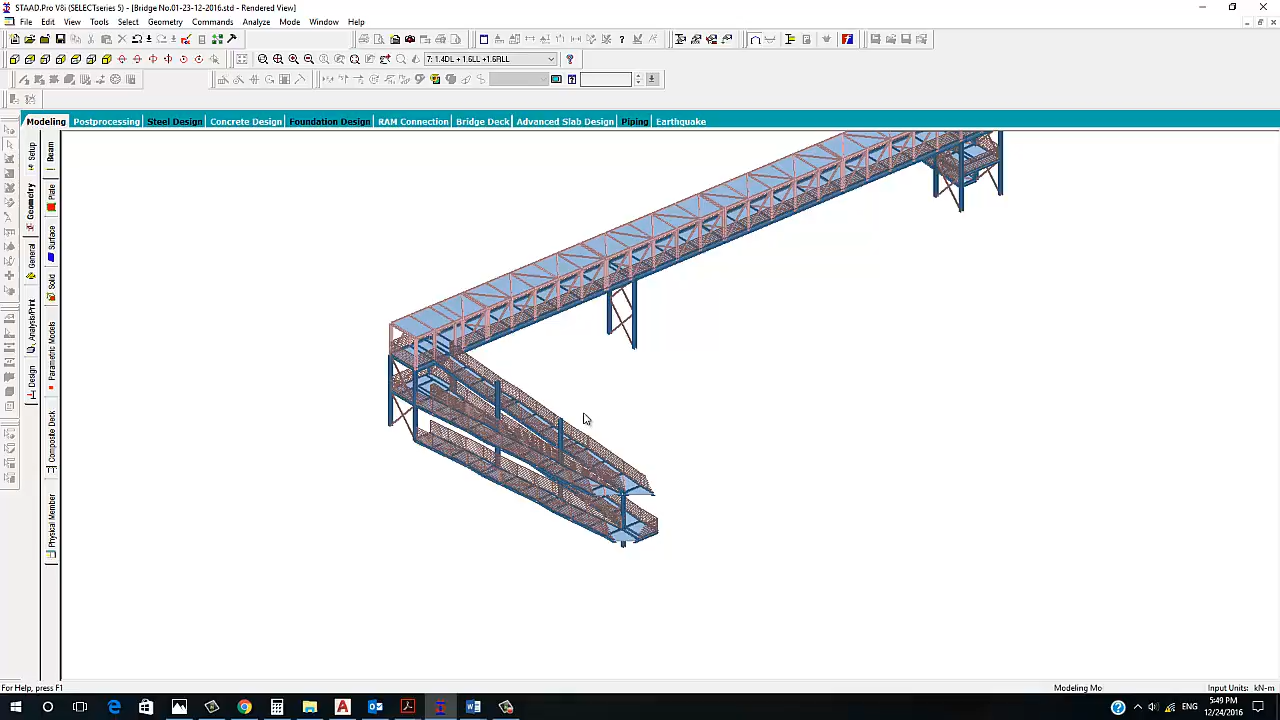 STAAD.Pro V8i (SELECTseries 5) - [Bridge No.01-23-12-2016.std - Rendered View]
File Edit View Tools Select Geometry Commands Analyze Mode Window Help
7: 1.4DL + 1.6LL +1.6RLL
Modeling Postprocessing Steel Design Concrete Design Foundation Design RAM Connection Bridge Deck Advanced Slab Design Piping Earthquake
Setup
Geometry
General
Analysis/Print
Design
Beam
Plate
Surface
Solid
Parametric Models
Composite Deck
Physical Member
For Help, press F1
Modeling Mo
Input Units: kN-m
ENG
5:49 PM
12/24/2016